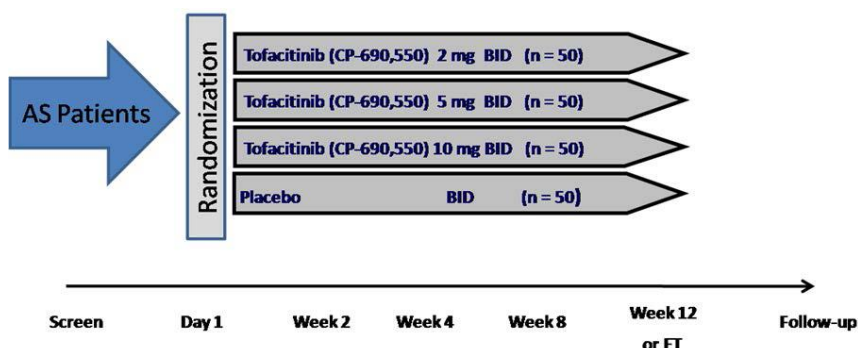 AS Patients
Randomization
Tofacitinib (CP-690,550) 2 mg BID (n = 50)
Tofacitinib (CP-690,550) 5 mg BID (n = 50)
Tofacitinib (CP-690,550) 10 mg BID (n = 50)
Placebo BID (n = 50)
Screen Day 1 Week 2 Week 4 Week 8 Week 12 Follow-up
or ET